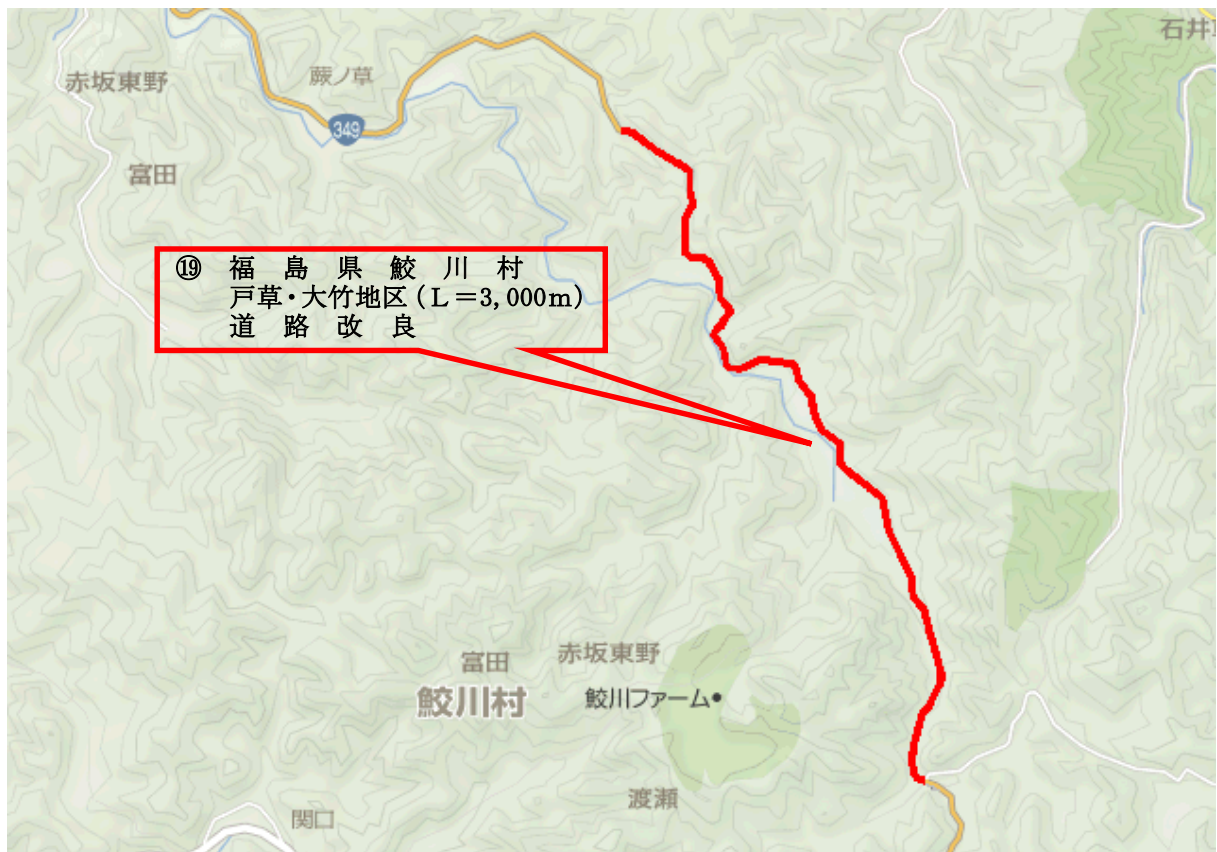 石井
赤坂東野
蕨ノ草
349
富田
⑲ 福島県鮫川村
戸草・大竹地区(L=3,000m)
道路改良
富田
赤坂東野
鮫川村
鮫川ファーム
渡瀬
関口